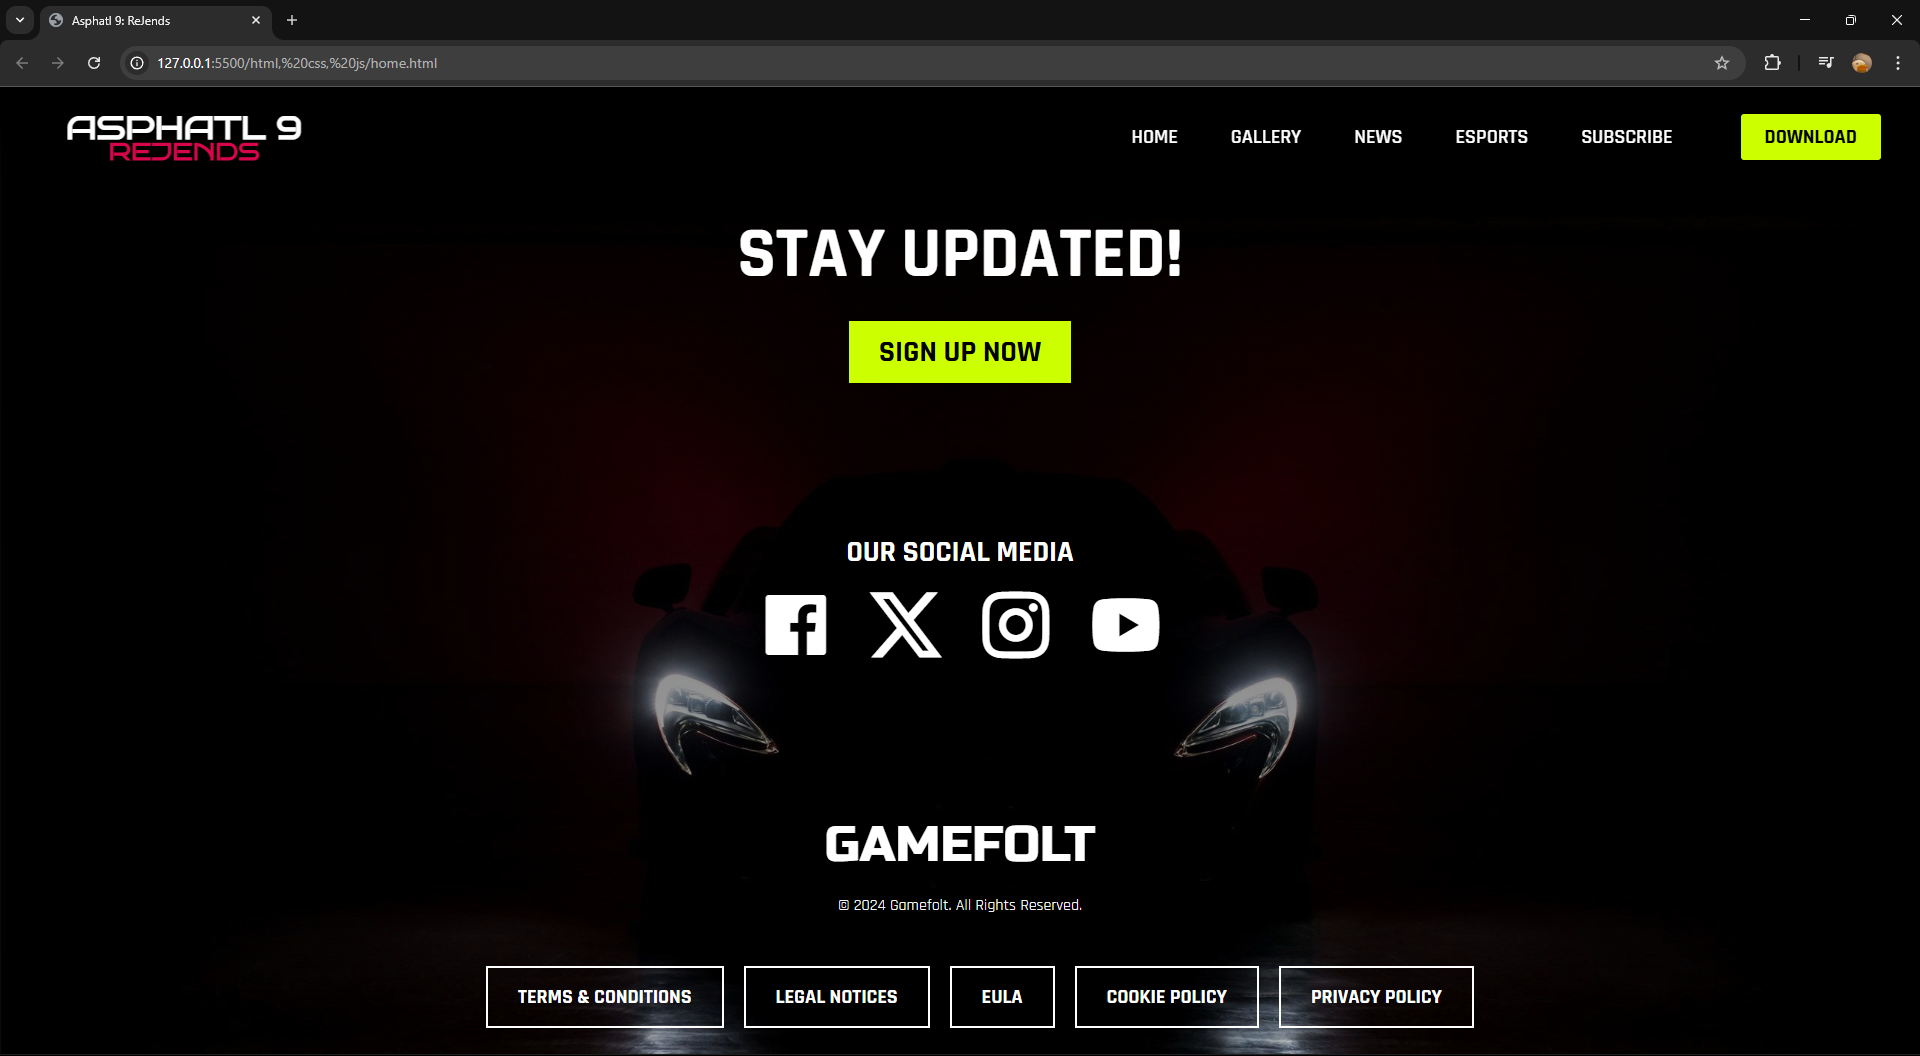 Asphatl 9: ReJends
127.0.0.1:5500/html,%20css,%20js/home.html
ASPHATL 9
REJENDS
HOME GALLERY NEWS ESPORTS SUBSCRIBE DOWNLOAD
STAY UPDATED!
SIGN UP NOW
OUR SOCIAL MEDIA
GAMEFOLT
© 2024 Gamefolt. All Rights Reserved.
TERMS & CONDITIONS LEGAL NOTICES EULA COOKIE POLICY PRIVACY POLICY